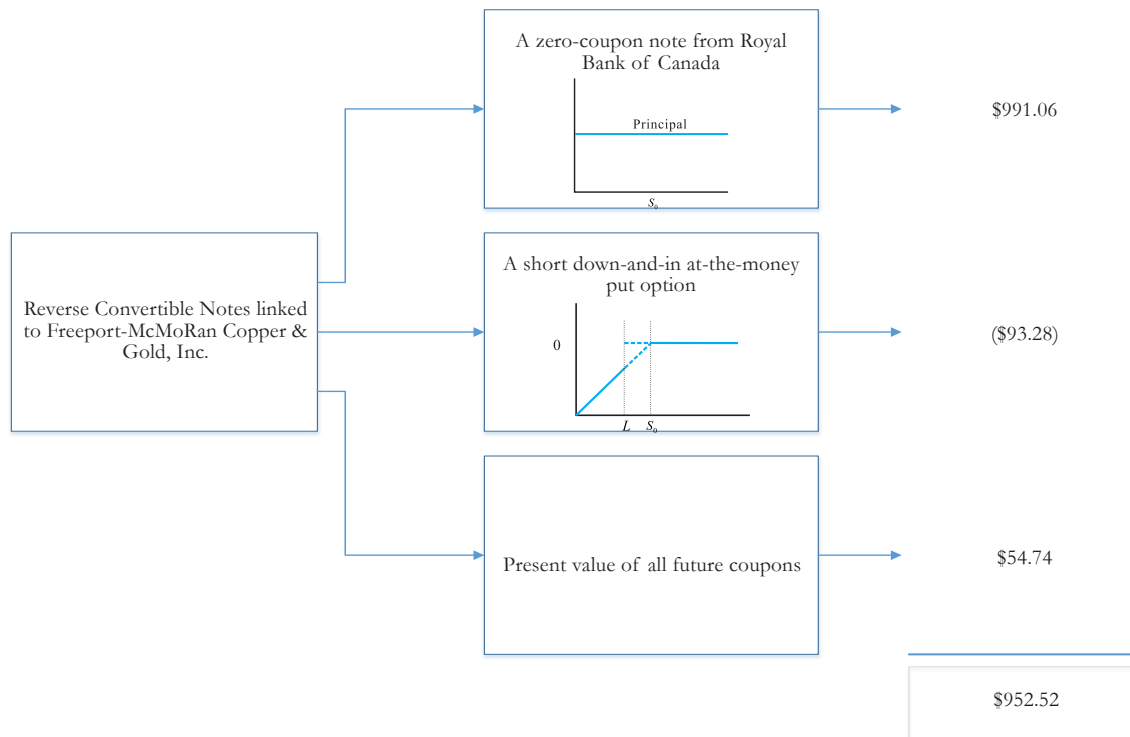 A zero-coupon note from Royal
Bank of Canada
Principal
S₀
$991.06
Reverse Convertible Notes linked
to Freeport-McMoRan Copper &
Gold, Inc.
A short down-and-in at-the-money
put option
0
L S₀
($93.28)
Present value of all future coupons
$54.74
$952.52